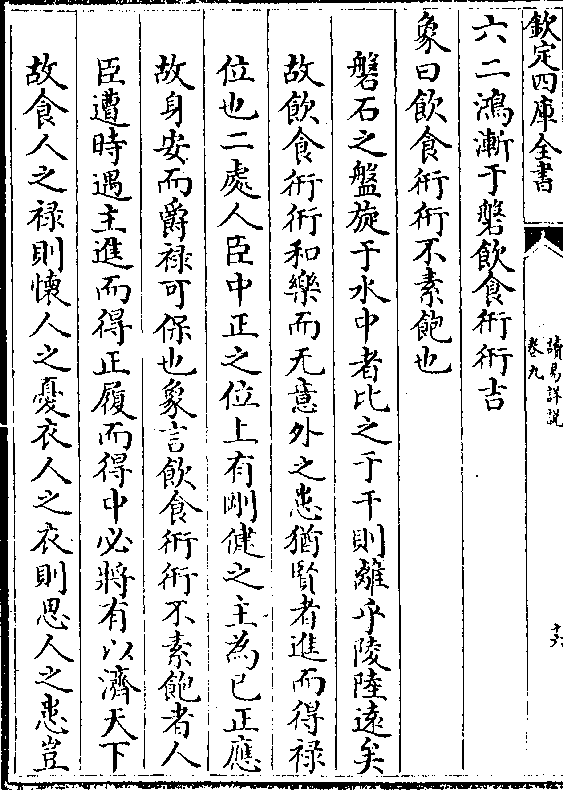 欽定四庫全書
讀易詳說
卷九
十六
六二鴻漸于磐飲食衎衎吉
象曰飲食衎衎不素飽也
磐石之盤旋于水中者比之于干則離乎陵陸遠矣
故飲食衎衎和樂而无意外之患猶賢者進而得禄
位也二處人臣中正之位上有剛健之主為已正應
故身安而爵禄可保也象言飲食衎衎不素飽者人
臣遭時遇主進而得正履而得中必將有以濟天下
故食人之禄則懐人之憂衣人之衣則思人之患豈